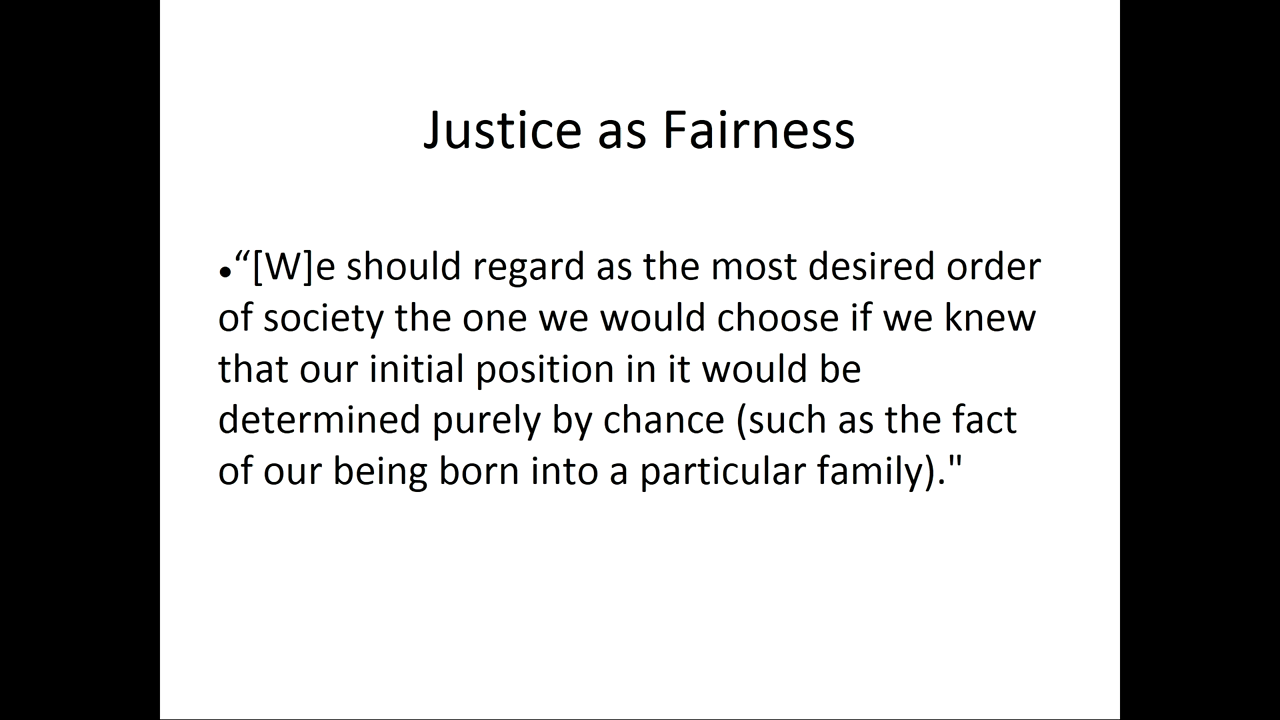 Justice as Fairness
•“[W]e should regard as the most desired order
of society the one we would choose if we knew
that our initial position in it would be
determined purely by chance (such as the fact
of our being born into a particular family)."